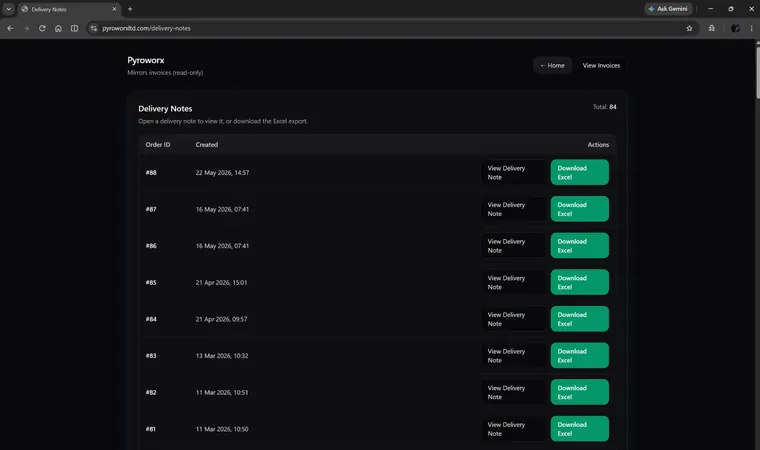 Delivery Notes
Ask Gemini
pyroworxltd.com/delivery-notes
Pyroworx
Mirrors invoices (read-only)
← Home
View Invoices
Delivery Notes
Total: 84
Open a delivery note to view it, or download the Excel export.
Order ID Created Actions
#88 22 May 2026, 14:57 View Delivery Note Download Excel
#87 16 May 2026, 07:41 View Delivery Note Download Excel
#86 16 May 2026, 07:41 View Delivery Note Download Excel
#85 21 Apr 2026, 15:01 View Delivery Note Download Excel
#84 21 Apr 2026, 09:57 View Delivery Note Download Excel
#83 13 Mar 2026, 10:32 View Delivery Note Download Excel
#82 11 Mar 2026, 10:51 View Delivery Note Download Excel
#81 11 Mar 2026, 10:50 View Delivery Note Download Excel